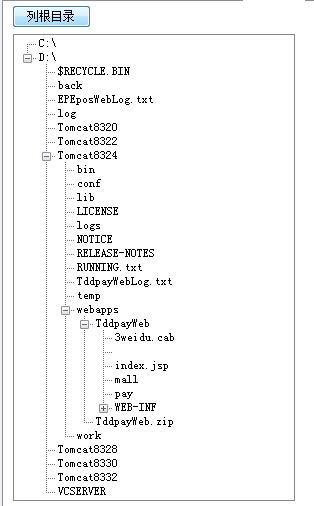 列根目录
C:\
D:\
$RECYCLE.BIN
back
EPEposWebLog.txt
log
Tomcat8320
Tomcat8322
Tomcat8324
bin
conf
lib
LICENSE
logs
NOTICE
RELEASE-NOTES
RUNNING.txt
TddpayWebLog.txt
temp
webapps
TddpayWeb
3weidu.cab
index.jsp
mall
pay
WEB-INF
TddpayWeb.zip
work
Tomcat8328
Tomcat8330
Tomcat8332
VCSERVER